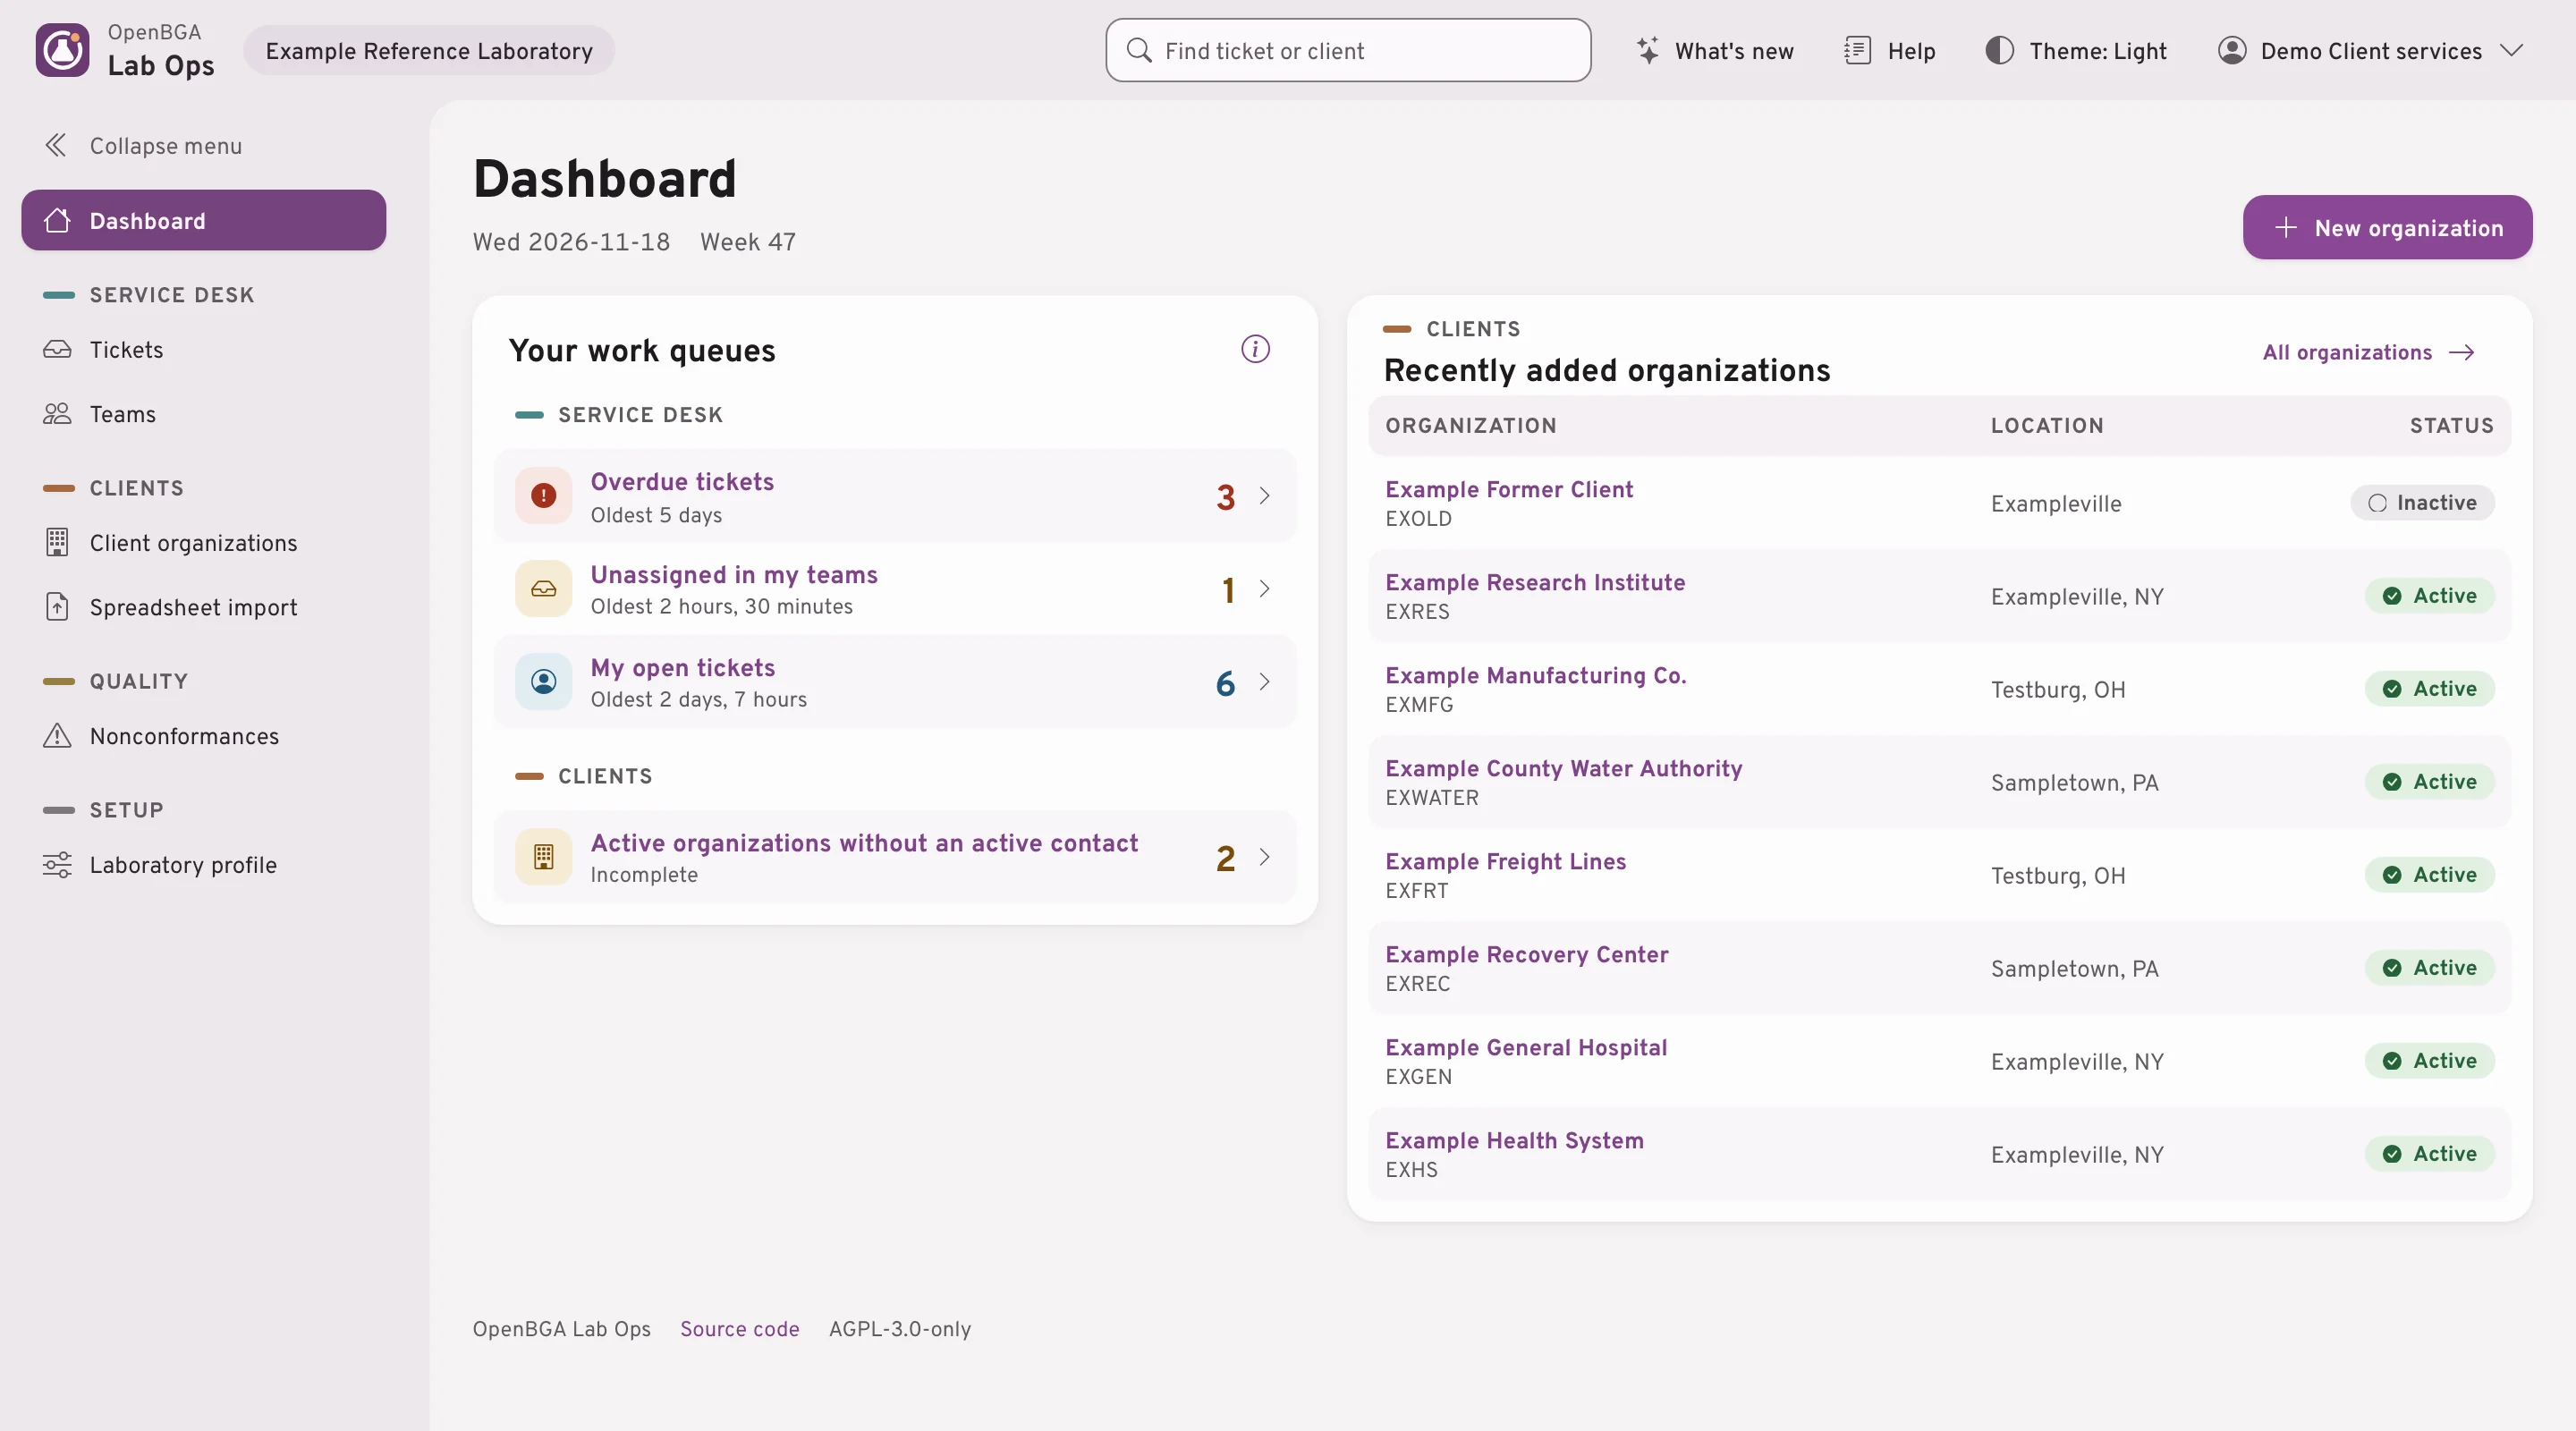 OpenBGA
Lab Ops
Example Reference Laboratory
Find ticket or client
What's new
Help
Theme: Light
Demo Client services
Collapse menu
Dashboard
SERVICE DESK
Tickets
Teams
CLIENTS
Client organizations
Spreadsheet import
QUALITY
Nonconformances
SETUP
Laboratory profile
Dashboard
Wed 2026-11-18 Week 47
New organization
Your work queues
SERVICE DESK
Overdue tickets
Oldest 5 days
3
Unassigned in my teams
Oldest 2 hours, 30 minutes
1
My open tickets
Oldest 2 days, 7 hours
6
CLIENTS
Active organizations without an active contact
Incomplete
2
CLIENTS
Recently added organizations
All organizations
ORGANIZATION LOCATION STATUS
Example Former Client
EXOLD
Exampleville
Inactive
Example Research Institute
EXRES
Exampleville, NY
Active
Example Manufacturing Co.
EXMFG
Testburg, OH
Active
Example County Water Authority
EXWATER
Sampletown, PA
Active
Example Freight Lines
EXFRT
Testburg, OH
Active
Example Recovery Center
EXREC
Sampletown, PA
Active
Example General Hospital
EXGEN
Exampleville, NY
Active
Example Health System
EXHS
Exampleville, NY
Active
OpenBGA Lab Ops Source code AGPL-3.0-only